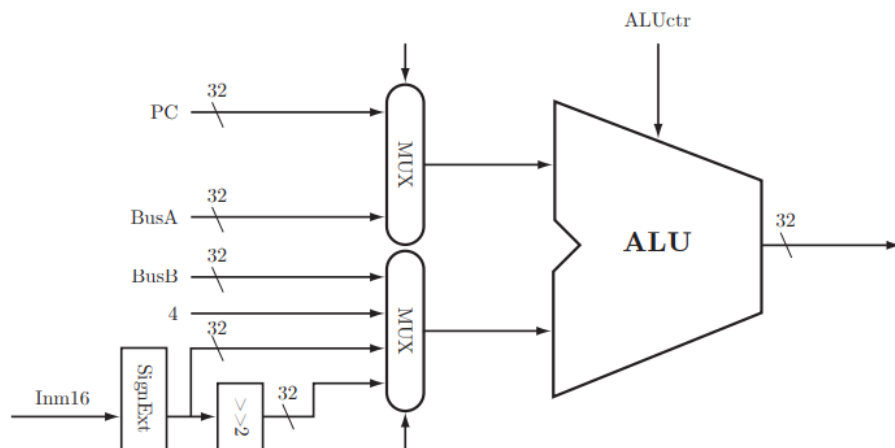 ALUctr
32
PC
MUX
32
BusA
32
BusB
ALU
32
4
MUX
32
SignExt
Inm16
>>2
32